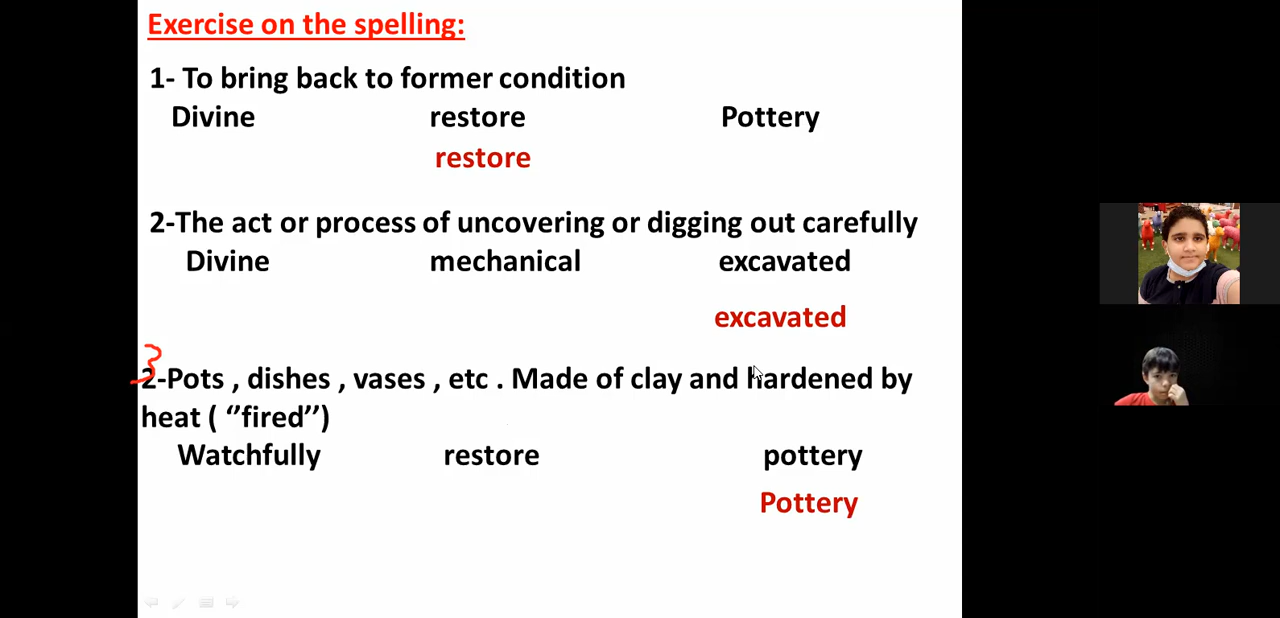 Exercise on the spelling:
1- To bring back to former condition
Divine restore Pottery
restore
2-The act or process of uncovering or digging out carefully
Divine mechanical excavated
excavated
3
2-Pots , dishes , vases , etc . Made of clay and hardened by
heat ( ‘’fired’’)
Watchfully restore pottery
Pottery